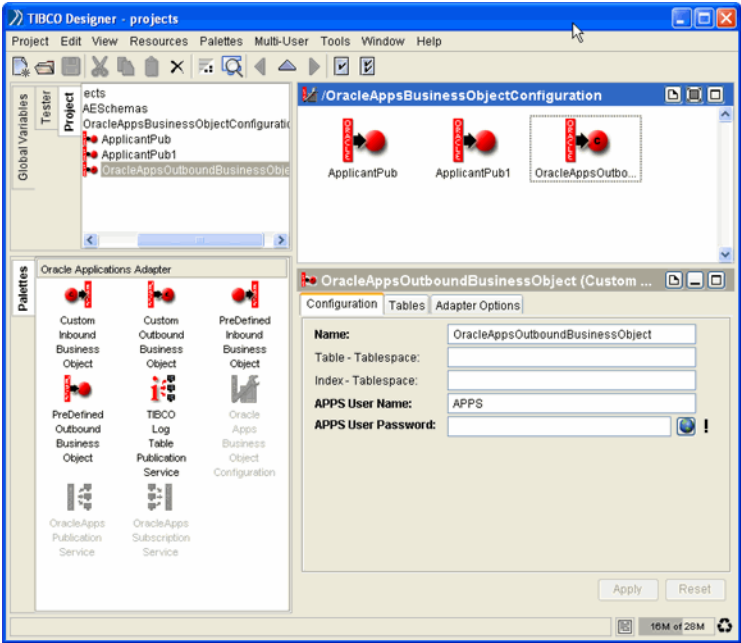 TIBCO Designer - projects
Project Edit View Resources Palettes Multi-User Tools Window Help
Global Variables
Tester
Project
ects
AESchemas
OracleAppsBusinessObjectConfiguratic
ApplicantPub
ApplicantPub1
OracleAppsOutboundBusinessObje
/OracleAppsBusinessObjectConfiguration
ORACLE
ORACLE
ORACLE
C
ApplicantPub
ApplicantPub1
OracleAppsOutbo...
Palettes
Oracle Applications Adapter
Custom
Inbound
Business
Object
Custom
Outbound
Business
Object
PreDefined
Inbound
Business
Object
PreDefined
Outbound
Business
Object
TIBCO
Log
Table
Publication
Service
Oracle
Apps
Business
Object
Configuration
OracleApps
Publication
Service
OracleApps
Subscription
Service
OracleAppsOutboundBusinessObject (Custom ...
Configuration Tables Adapter Options
Name: OracleAppsOutboundBusinessObject
Table - Tablespace:
Index - Tablespace:
APPS User Name: APPS
APPS User Password: !
Apply Reset
16M of 28M